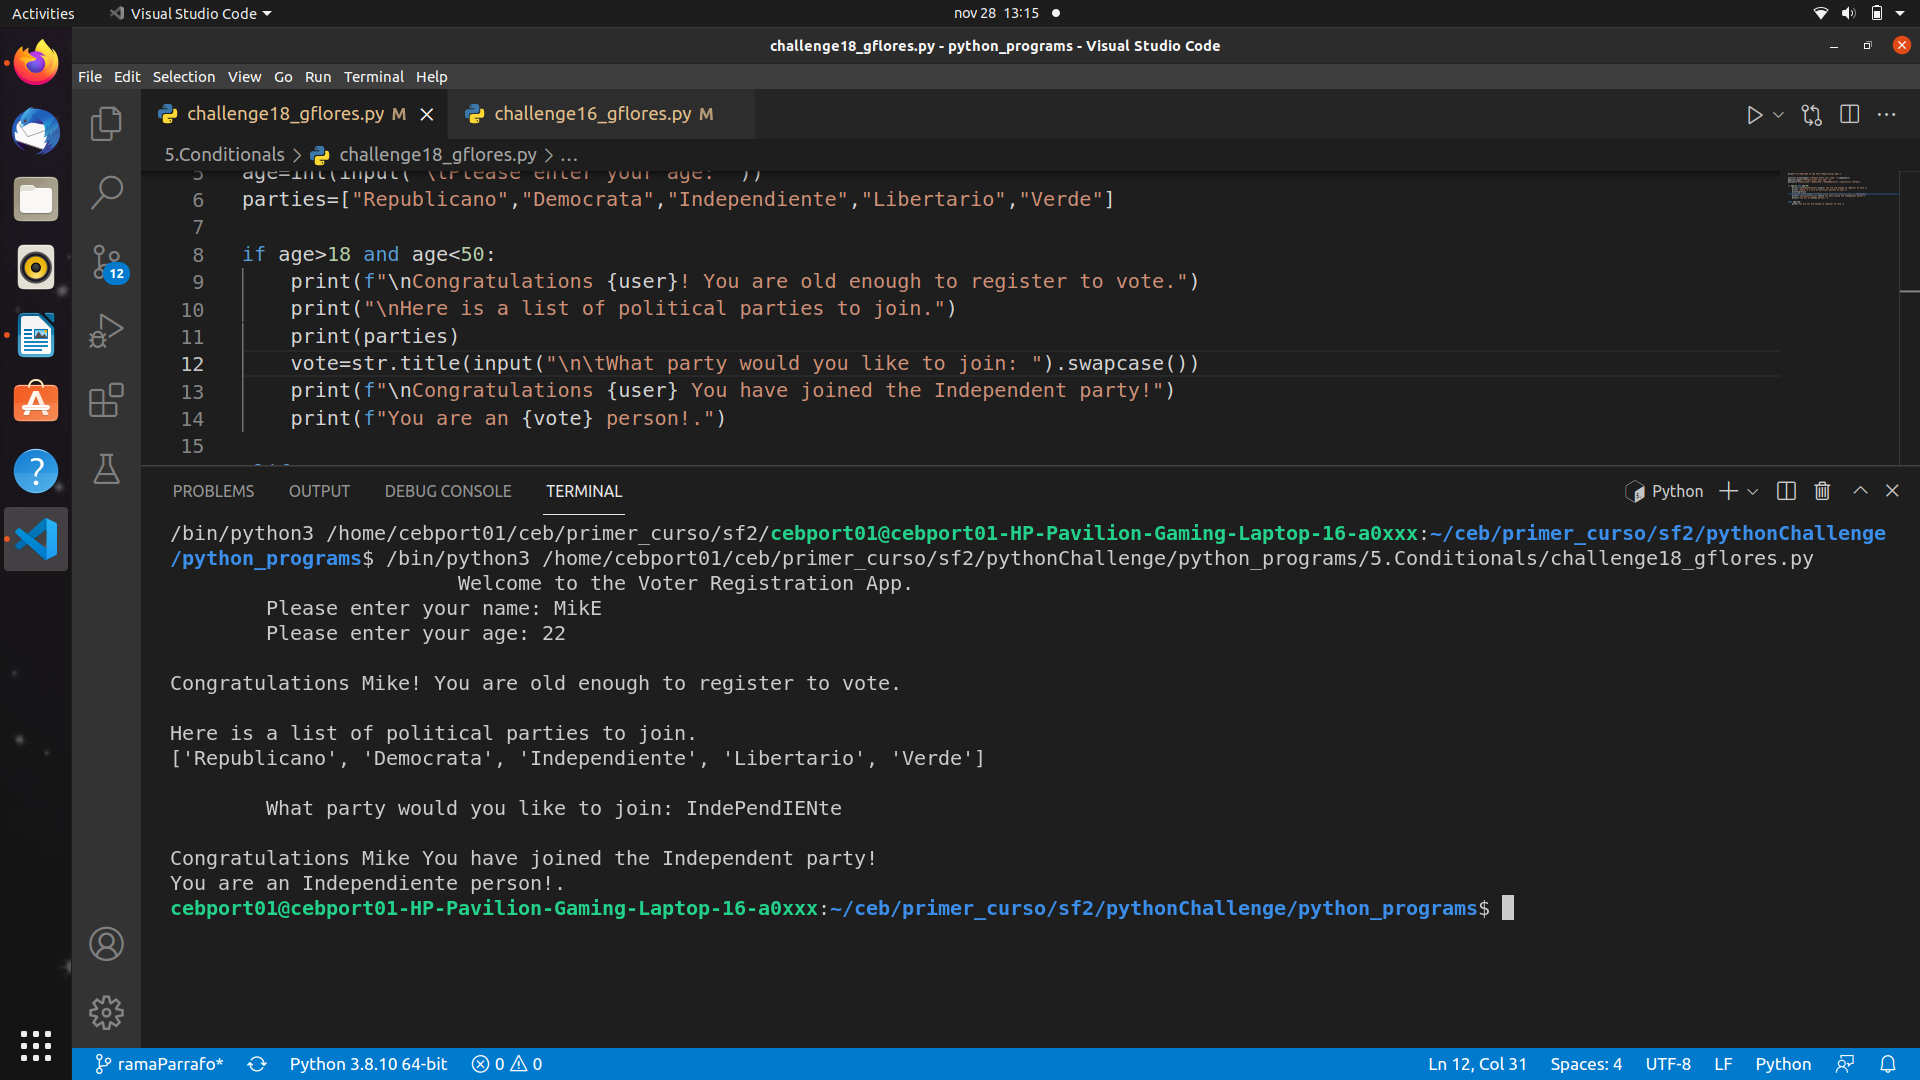 Activities Visual Studio Code nov 28 13:15
challenge18_gflores.py - python_programs - Visual Studio Code
File Edit Selection View Go Run Terminal Help
challenge18_gflores.py M challenge16_gflores.py M
5.Conditionals > challenge18_gflores.py > ...
5 age=int(input("\tPlease enter your age: "))
6 parties=["Republicano","Democrata","Independiente","Libertario","Verde"]
7
8 if age>18 and age<50:
9     print(f"\nCongratulations {user}! You are old enough to register to vote.")
10     print("\nHere is a list of political parties to join.")
11     print(parties)
12     vote=str.title(input("\n\tWhat party would you like to join: ").swapcase())
13     print(f"\nCongratulations {user} You have joined the Independent party!")
14     print(f"You are an {vote} person!.")
15
12
PROBLEMS OUTPUT DEBUG CONSOLE TERMINAL Python
/bin/python3 /home/cebport01/ceb/primer_curso/sf2/cebport01@cebport01-HP-Pavilion-Gaming-Laptop-16-a0xxx:~/ceb/primer_curso/sf2/pythonChallenge
/python_programs$ /bin/python3 /home/cebport01/ceb/primer_curso/sf2/pythonChallenge/python_programs/5.Conditionals/challenge18_gflores.py
Welcome to the Voter Registration App.
Please enter your name: MikE
Please enter your age: 22
Congratulations Mike! You are old enough to register to vote.
Here is a list of political parties to join.
['Republicano', 'Democrata', 'Independiente', 'Libertario', 'Verde']
What party would you like to join: IndePendIENte
Congratulations Mike You have joined the Independent party!
You are an Independiente person!.
cebport01@cebport01-HP-Pavilion-Gaming-Laptop-16-a0xxx:~/ceb/primer_curso/sf2/pythonChallenge/python_programs$
ramaParrafo* Python 3.8.10 64-bit 0 0 Ln 12, Col 31 Spaces: 4 UTF-8 LF Python